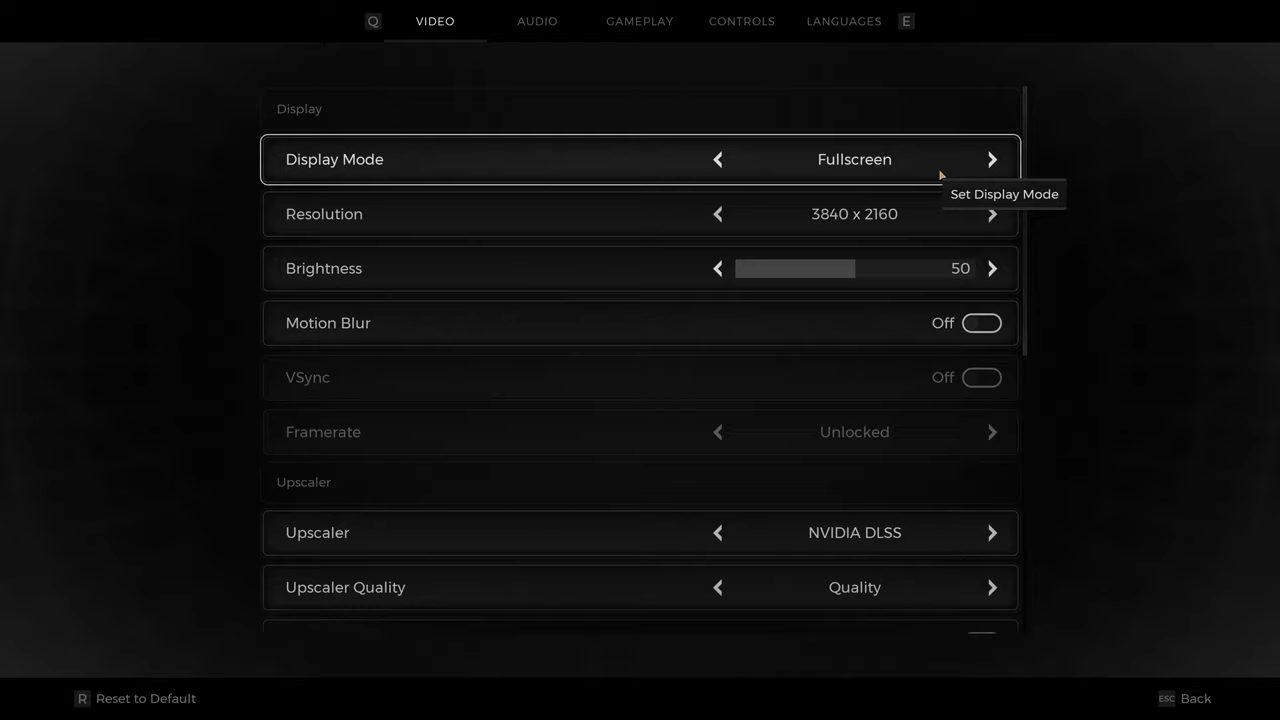 Q VIDEO AUDIO GAMEPLAY CONTROLS LANGUAGES E
Display
Display Mode Fullscreen
Set Display Mode
Resolution 3840 x 2160
Brightness 50
Motion Blur Off
VSync Off
Framerate Unlocked
Upscaler
Upscaler NVIDIA DLSS
Upscaler Quality Quality
R Reset to Default ESC Back